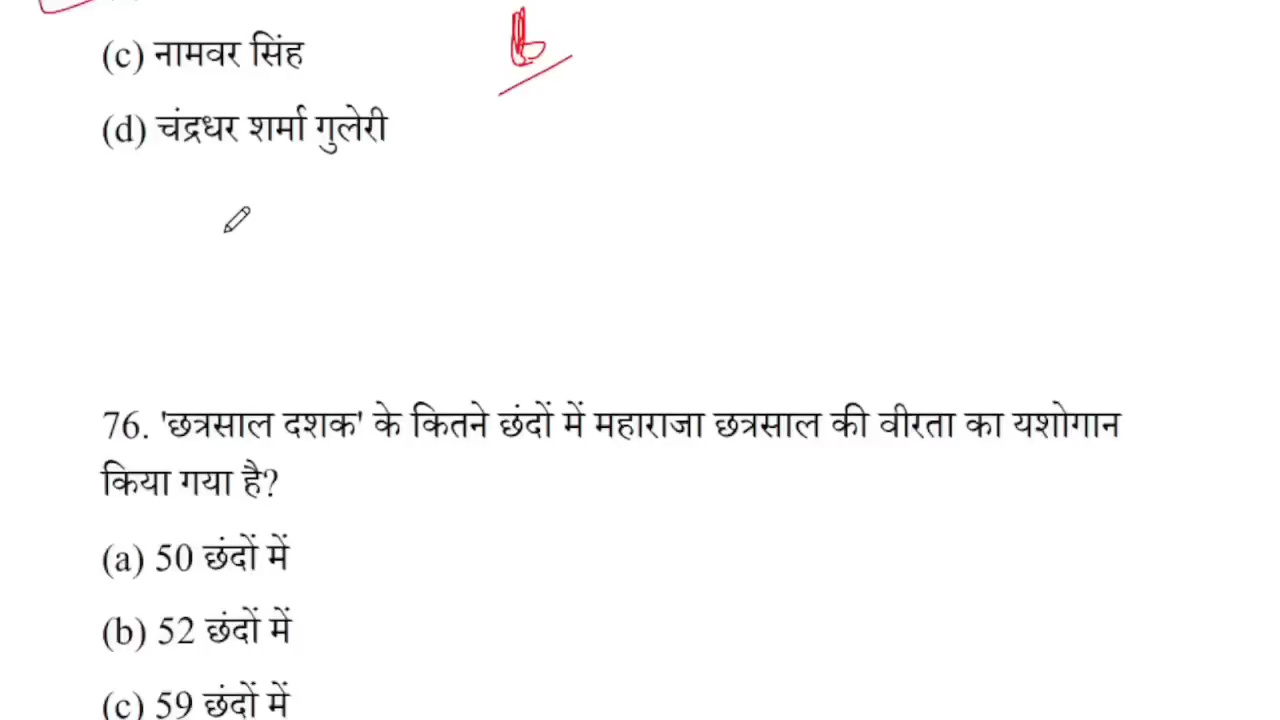 (c) नामवर सिंह
(d) चंद्रधर शर्मा गुलेरी
76. 'छत्रसाल दशक' के कितने छंदों में महाराजा छत्रसाल की वीरता का यशोगान
किया गया है?
(a) 50 छंदों में
(b) 52 छंदों में
(c) 59 छंदों में